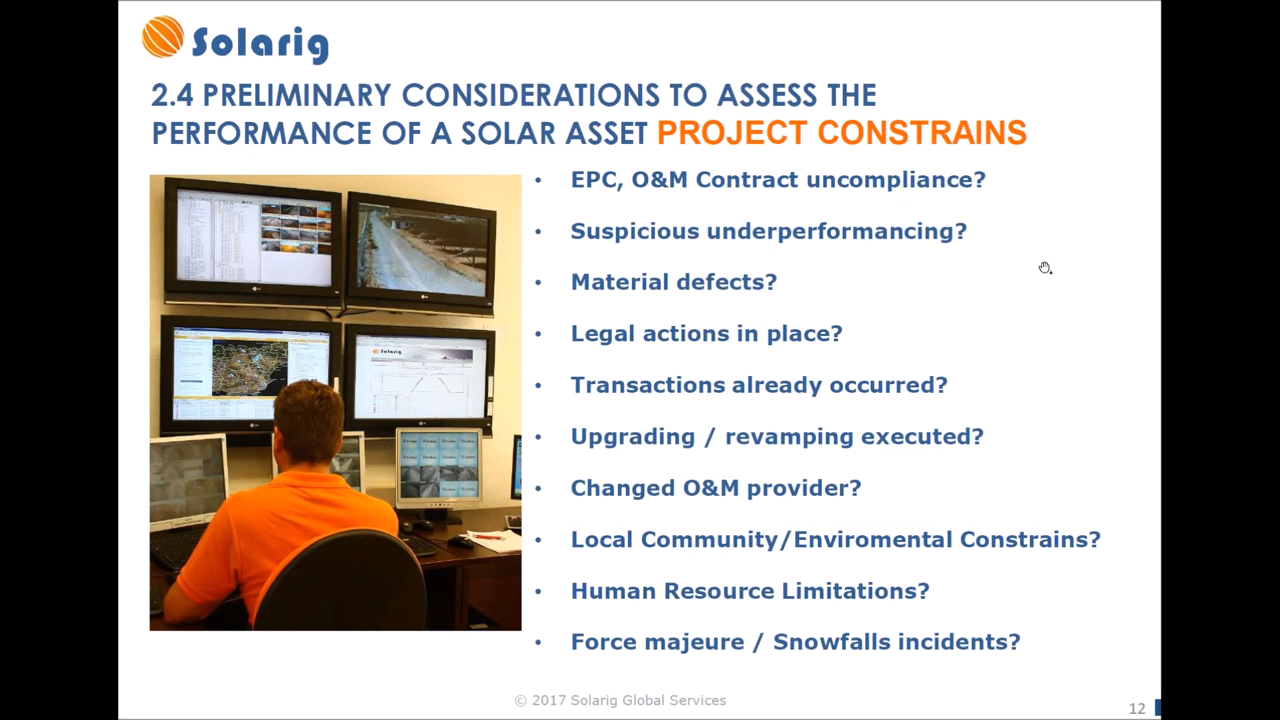 Solarig
2.4 PRELIMINARY CONSIDERATIONS TO ASSESS THE
PERFORMANCE OF A SOLAR ASSET PROJECT CONSTRAINS
• EPC, O&M Contract uncompliance?
• Suspicious underperformancing?
• Material defects?
• Legal actions in place?
• Transactions already occurred?
• Upgrading / revamping executed?
• Changed O&M provider?
• Local Community/Enviromental Constrains?
• Human Resource Limitations?
• Force majeure / Snowfalls incidents?
Solarig
© 2017 Solarig Global Services
12